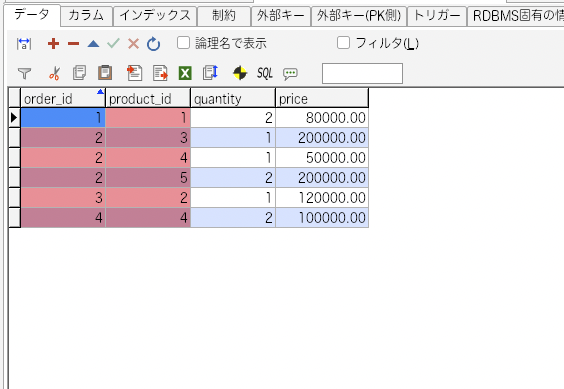 データ カラム インデックス 制約 外部キー 外部キー(PK側) トリガー RDBMS固有の情
論理名で表示 フィルタ(L)
SQL
order_id product_id quantity price
1 1 2 80000.00
2 3 1 200000.00
2 4 1 50000.00
2 5 2 200000.00
3 2 1 120000.00
4 4 2 100000.00